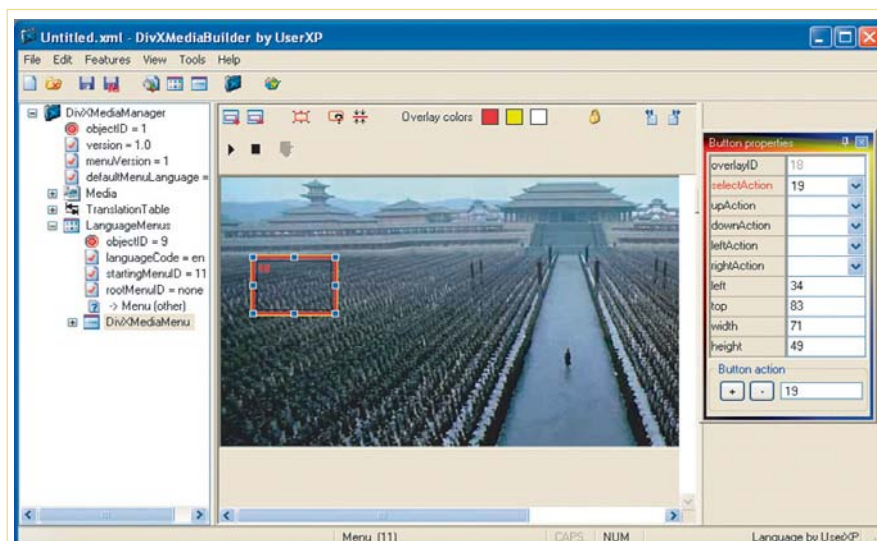 Untitled.xml - DivXMediaBuilder by UserXP
File Edit Features View Tools Help
DivXMediaManager
objectID = 1
version = 1.0
menuVersion = 1
defaultMenuLanguage =
Media
TranslationTable
LanguageMenus
objectID = 9
languageCode = en
startingMenuID = 11
rootMenuID = none
-> Menu (other)
DivXMediaMenu
Overlay colors
18
Button properties
overlayID 18
selectAction 19
upAction
downAction
leftAction
rightAction
left 34
top 83
width 71
height 49
Button action
+ - 19
Menu (11) CAPS NUM Language by UserXP